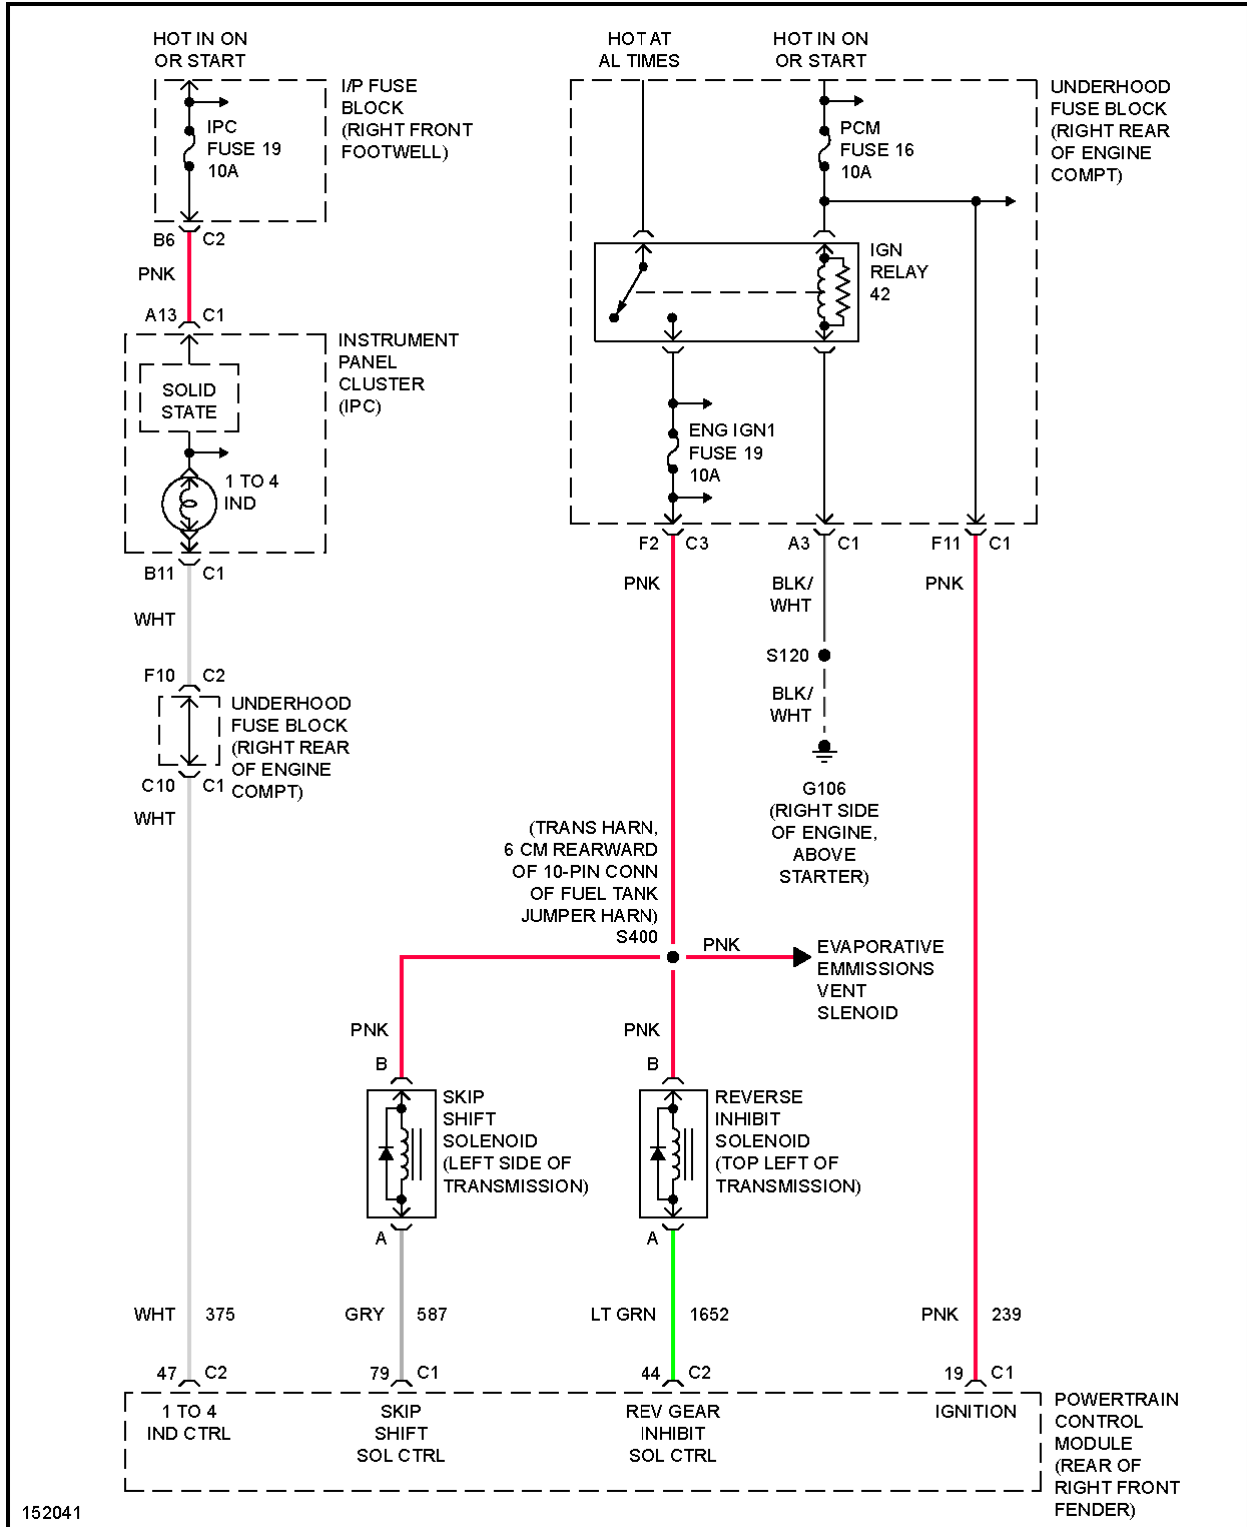 HOT IN ON
OR START
HOT AT
AL TIMES
HOT IN ON
OR START
I/P FUSE
BLOCK
(RIGHT FRONT
FOOTWELL)
IPC
FUSE 19
10A
PCM
FUSE 16
10A
UNDERHOOD
FUSE BLOCK
(RIGHT REAR
OF ENGINE
COMPT)
B6 C2
PNK
A13 C1
IGN
RELAY
42
INSTRUMENT
PANEL
CLUSTER
(IPC)
SOLID
STATE
1 TO 4
IND
ENG IGN1
FUSE 19
10A
B11 C1
WHT
F2 C3
PNK
A3 C1
BLK/
WHT
F11 C1
PNK
S120
BLK/
WHT
F10 C2
UNDERHOOD
FUSE BLOCK
(RIGHT REAR
OF ENGINE
COMPT)
C10 C1
WHT
G106
(RIGHT SIDE
OF ENGINE,
ABOVE
STARTER)
(TRANS HARN,
6 CM REARWARD
OF 10-PIN CONN
OF FUEL TANK
JUMPER HARN)
S400
PNK
EVAPORATIVE
EMMISSIONS
VENT
SLENOID
PNK
B
PNK
B
SKIP
SHIFT
SOLENOID
(LEFT SIDE OF
TRANSMISSION)
REVERSE
INHIBIT
SOLENOID
(TOP LEFT OF
TRANSMISSION)
A
A
WHT 375
GRY 587
LT GRN 1652
PNK 239
47 C2
79 C1
44 C2
19 C1
1 TO 4
IND CTRL
SKIP
SHIFT
SOL CTRL
REV GEAR
INHIBIT
SOL CTRL
IGNITION
POWERTRAIN
CONTROL
MODULE
(REAR OF
RIGHT FRONT
FENDER)
152041